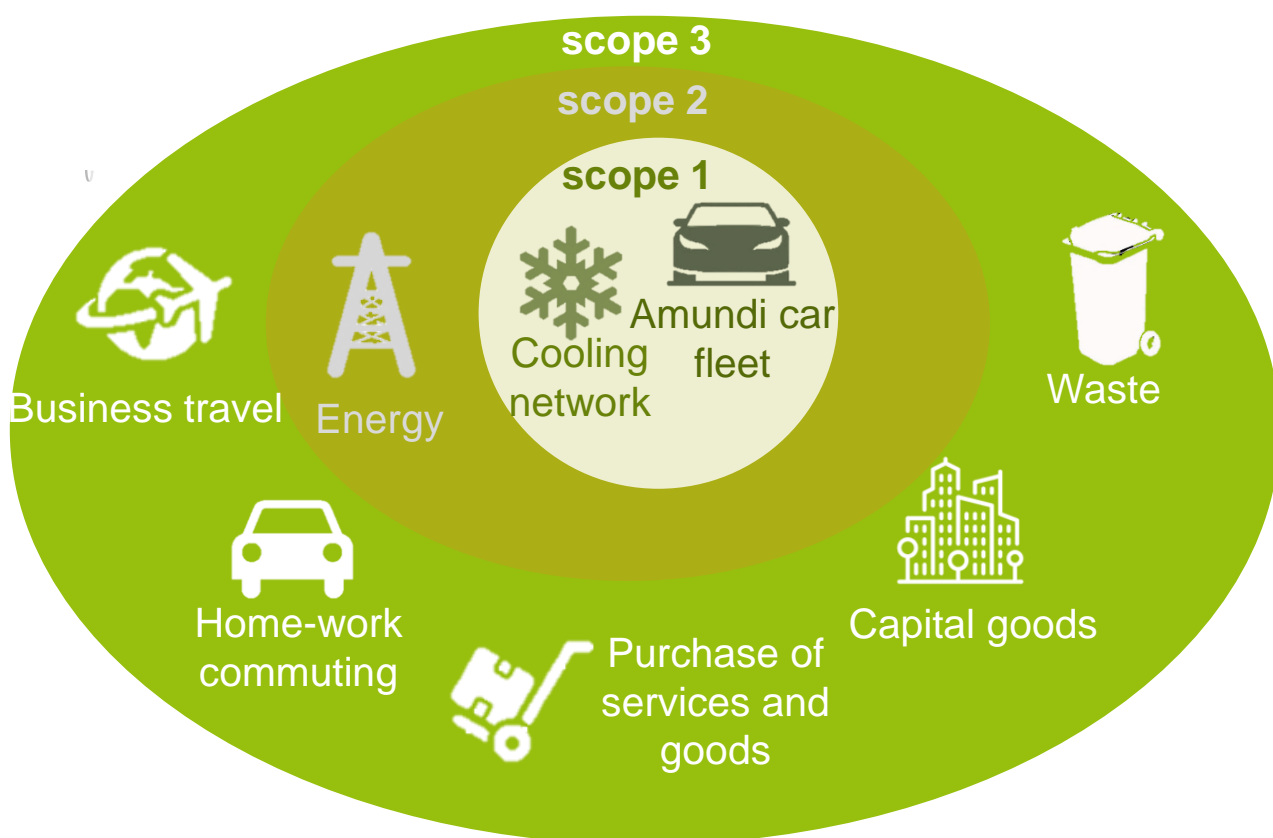 scope 3
scope 2
scope 1
Amundi car
fleet
Cooling
network
Business travel
Energy
Waste
Home-work
commuting
Purchase of
services and
goods
Capital goods